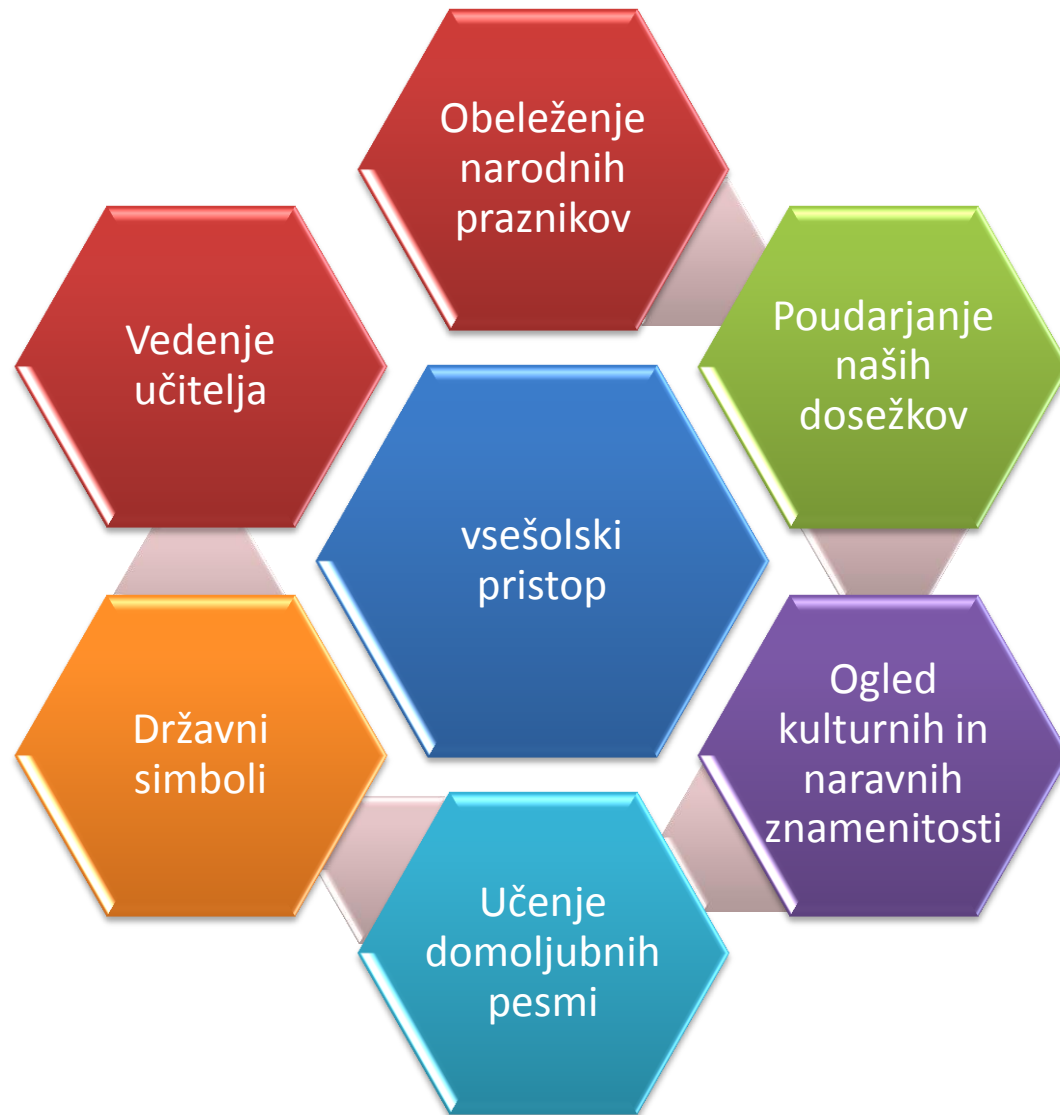 Obeleženje
narodnih
praznikov
Poudarjanje
naših
dosežkov
Ogled
kulturnih in
naravnih
znamenitosti
Učenje
domoljubnih
pesmi
Državni
simboli
Vedenje
učitelja
vsešolski
pristop